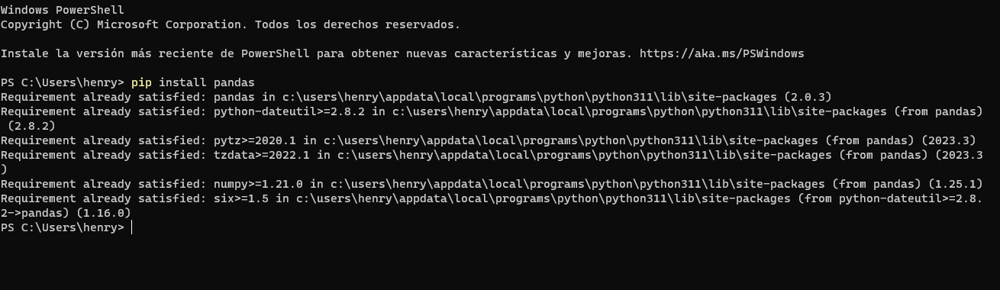 Windows PowerShell
Copyright (C) Microsoft Corporation. Todos los derechos reservados.
Instale la versión más reciente de PowerShell para obtener nuevas características y mejoras. https://aka.ms/PSWindows
PS C:\Users\henry> pip install pandas
Requirement already satisfied: pandas in c:\users\henry\appdata\local\programs\python\python311\lib\site-packages (2.0.3)
Requirement already satisfied: python-dateutil>=2.8.2 in c:\users\henry\appdata\local\programs\python\python311\lib\site-packages (from pandas)
 (2.8.2)
Requirement already satisfied: pytz>=2020.1 in c:\users\henry\appdata\local\programs\python\python311\lib\site-packages (from pandas) (2023.3)
Requirement already satisfied: tzdata>=2022.1 in c:\users\henry\appdata\local\programs\python\python311\lib\site-packages (from pandas) (2023.3
)
Requirement already satisfied: numpy>=1.21.0 in c:\users\henry\appdata\local\programs\python\python311\lib\site-packages (from pandas) (1.25.1)
Requirement already satisfied: six>=1.5 in c:\users\henry\appdata\local\programs\python\python311\lib\site-packages (from python-dateutil>=2.8.
2->pandas) (1.16.0)
PS C:\Users\henry>